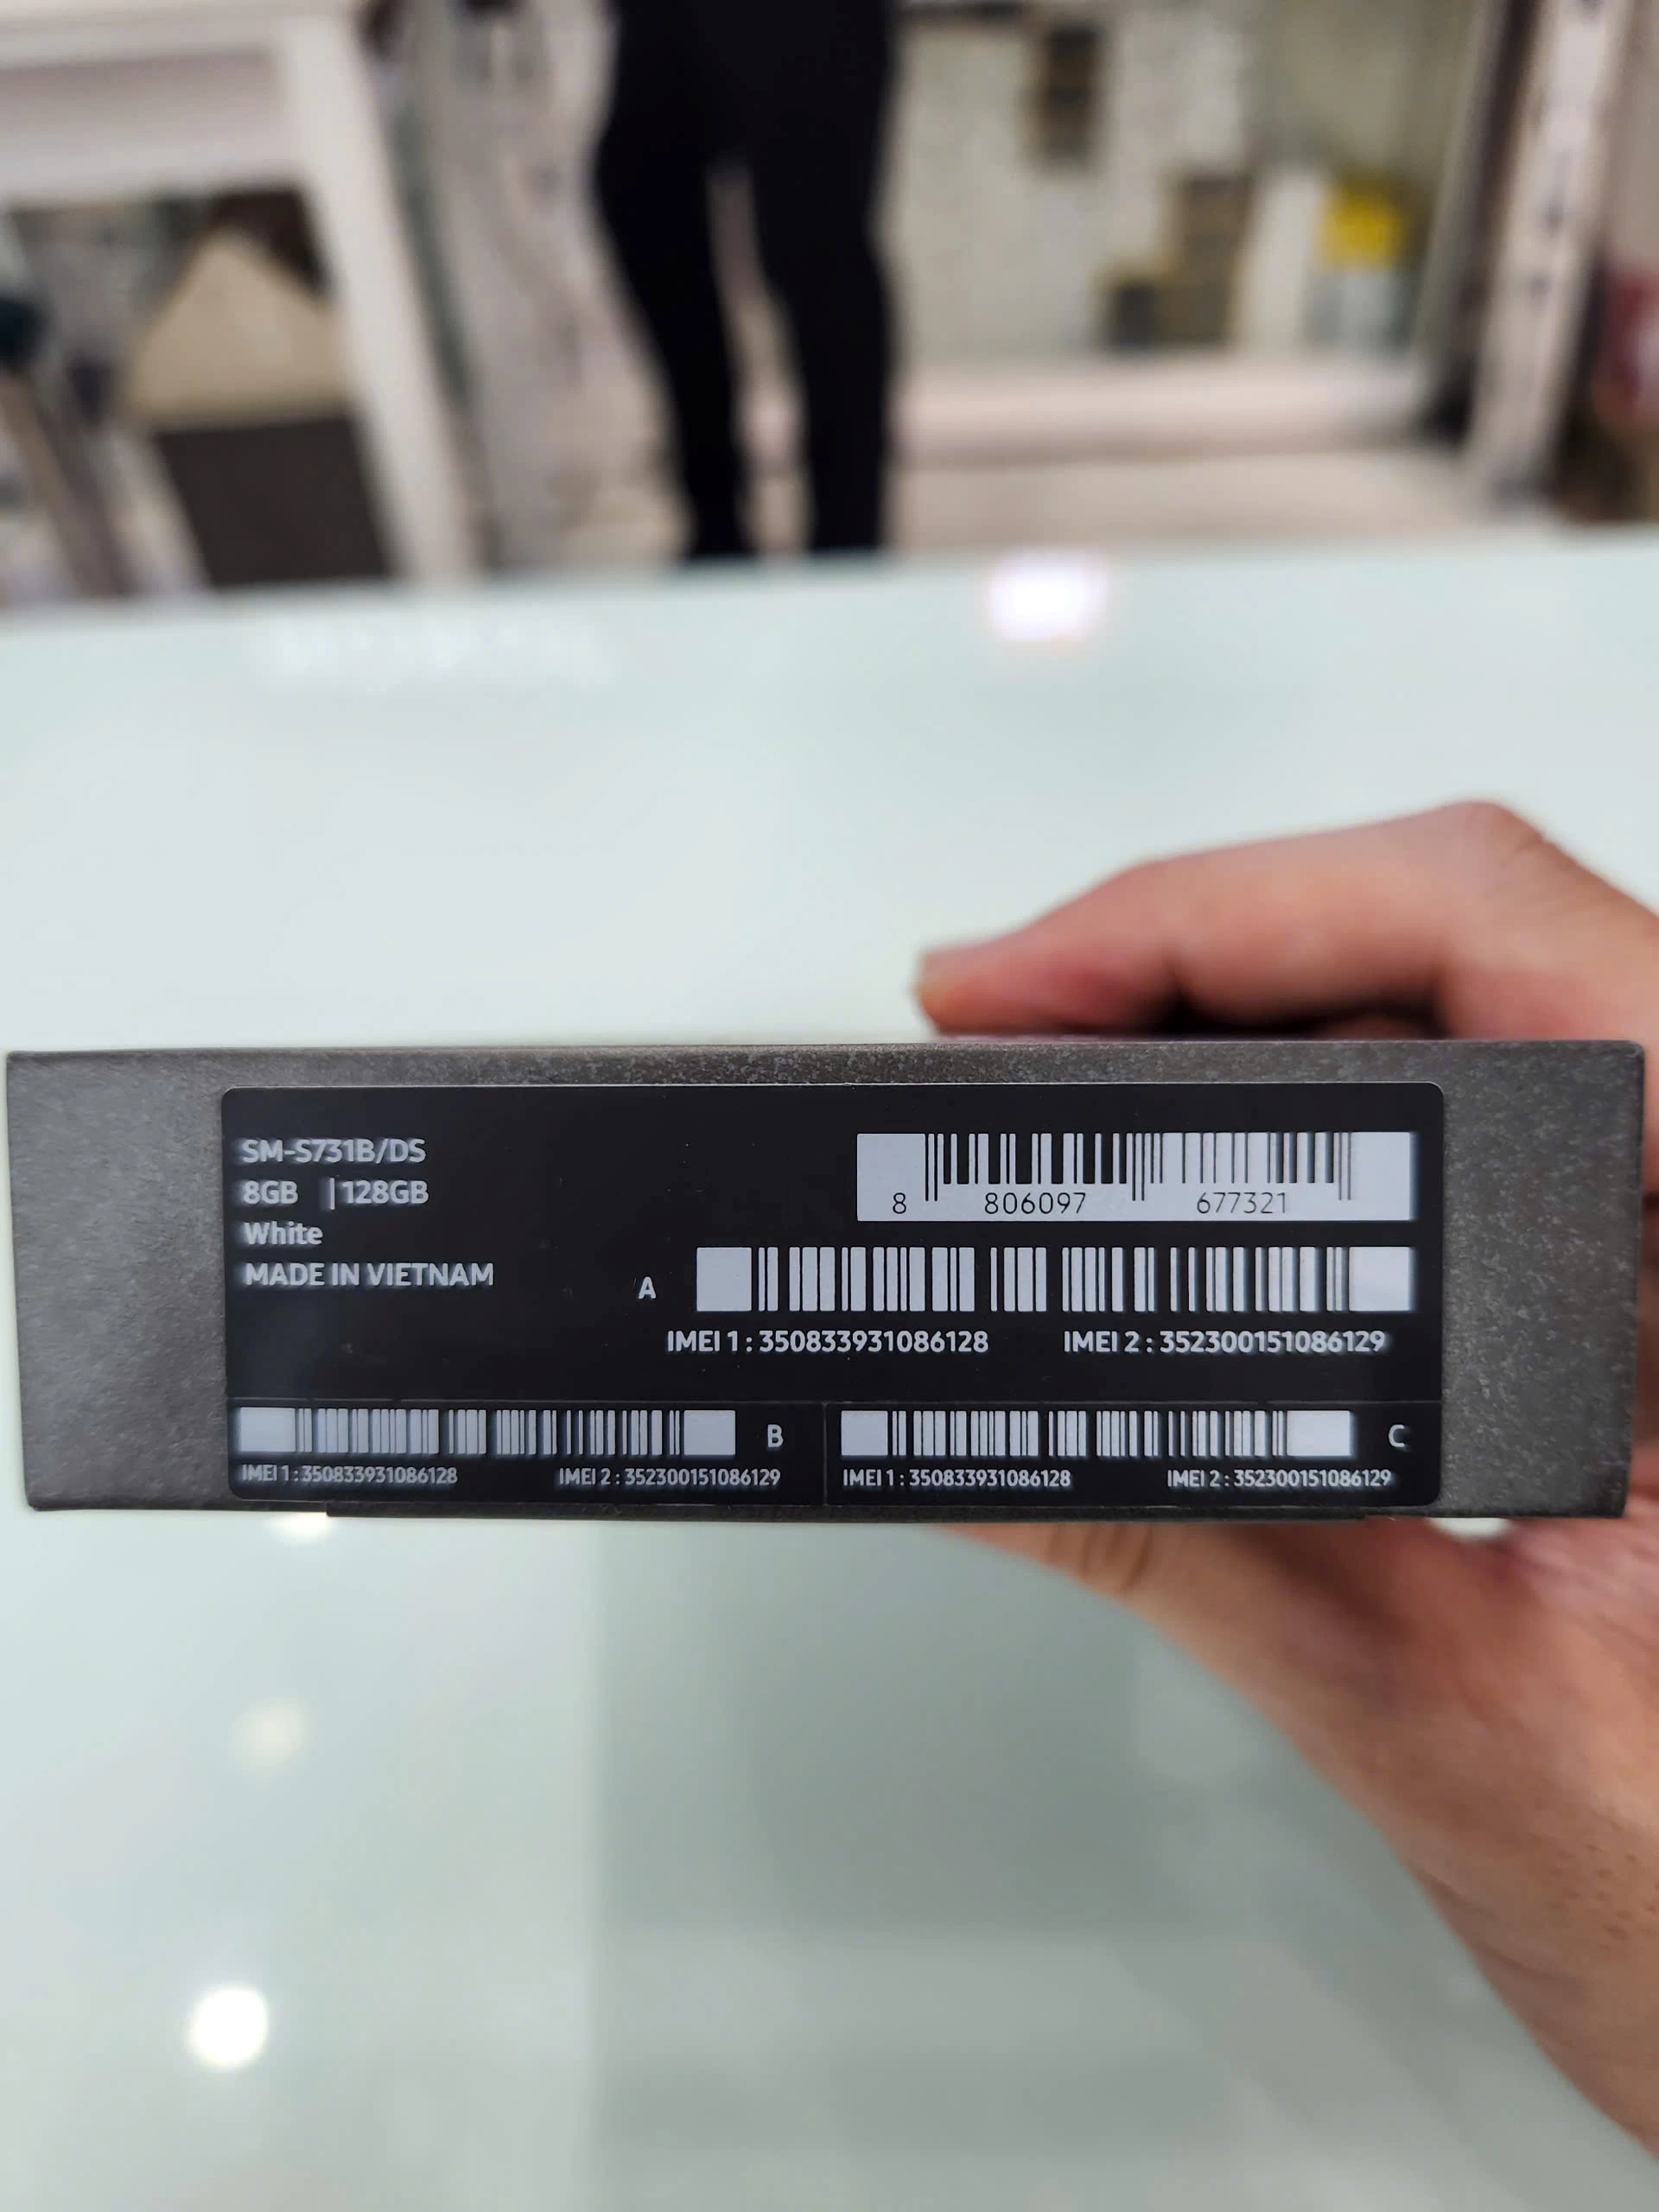 SM-S731B/DS
8GB | 128GB
White
MADE IN VIETNAM
8 806097 677321
A
IMEI 1 : 350833931086128 IMEI 2 : 352300151086129
B
IMEI 1 : 350833931086128 IMEI 2 : 352300151086129
C
IMEI 1 : 350833931086128 IMEI 2 : 352300151086129